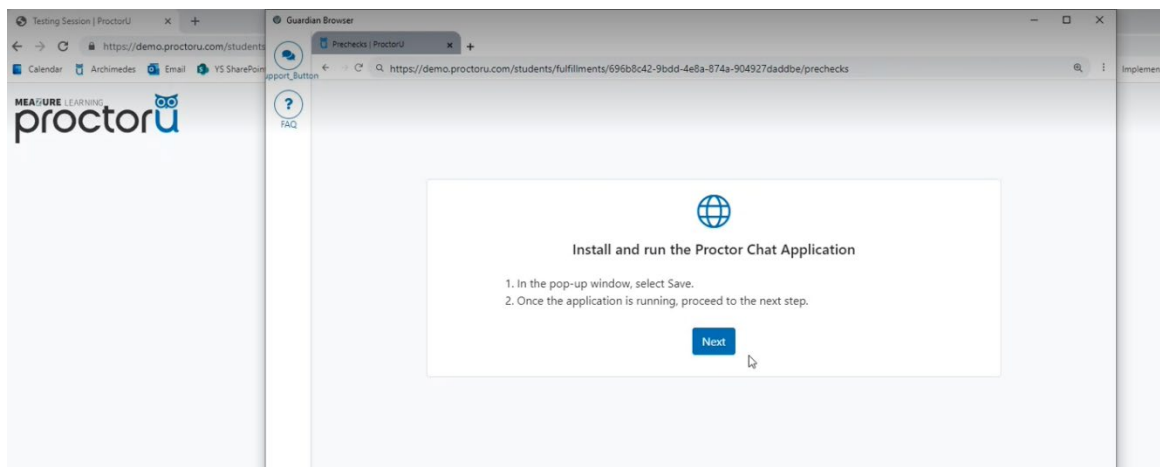 Testing Session | ProctorU
https://demo.proctoru.com/students
Calendar Archimedes Email YS SharePoin
MEASURE LEARNING
proctoru
Guardian Browser
Prechecks | ProctorU
https://demo.proctoru.com/students/fulfillments/696b8c42-9bdd-4e8a-874a-904927daddbe/prechecks
upport_Button
?
FAQ
Implemen
Install and run the Proctor Chat Application
1. In the pop-up window, select Save.
2. Once the application is running, proceed to the next step.
Next